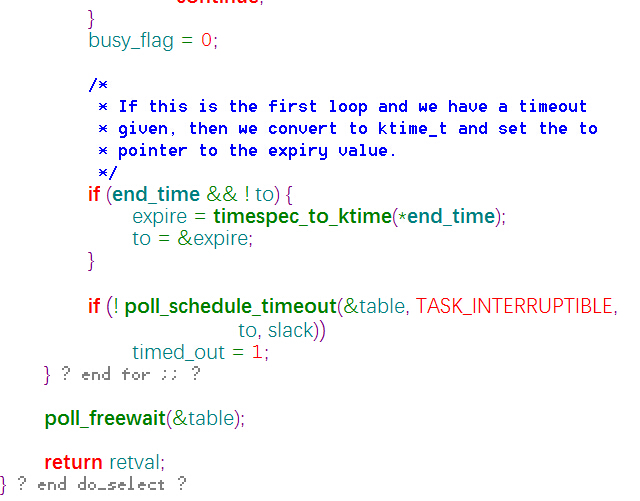 continue;
}
busy_flag = 0;
/*
* If this is the first loop and we have a timeout
* given, then we convert to ktime_t and set the to
* pointer to the expiry value.
*/
if (end_time && ! to) {
expire = timespec_to_ktime(*end_time);
to = &expire;
}
if (! poll_schedule_timeout(&table, TASK_INTERRUPTIBLE,
to, slack))
timed_out = 1;
} ? end for ;; ?
poll_freewait(&table);
return retval;
} ? end do_select ?